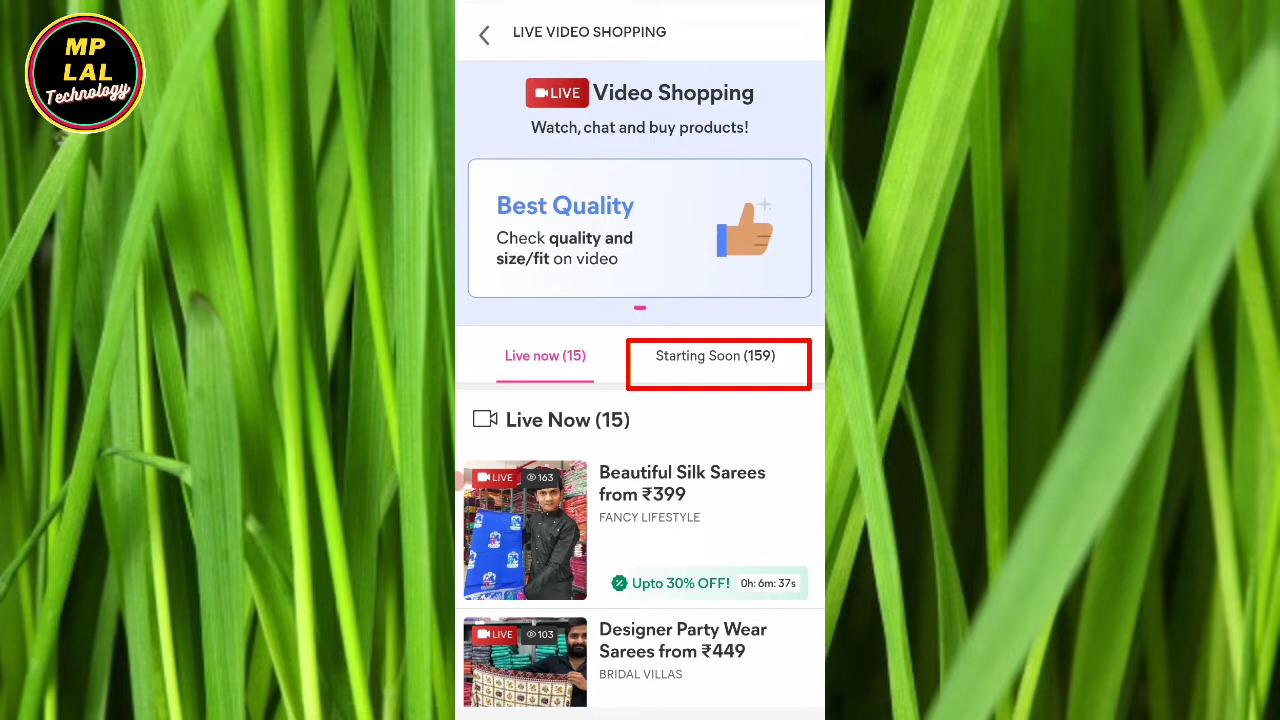 MP
LAL
Technology
LIVE VIDEO SHOPPING
LIVE Video Shopping
Watch, chat and buy products!
Best Quality
Check quality and
size/fit on video
Live now (15)
Starting Soon (159)
Live Now (15)
LIVE 163
Beautiful Silk Sarees
from ₹399
FANCY LIFESTYLE
Upto 30% OFF! 0h: 6m: 37s
LIVE 103
Designer Party Wear
Sarees from ₹449
BRIDAL VILLAS